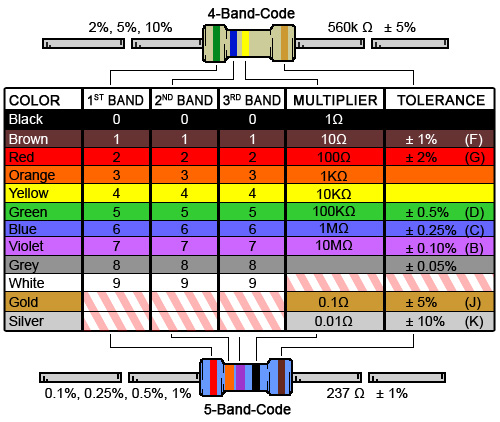 4-Band-Code
2%, 5%, 10% 560k Ω ± 5%
COLOR 1ST BAND 2ND BAND 3RD BAND MULTIPLIER TOLERANCE
Black 0 0 0 1Ω
Brown 1 1 1 10Ω ± 1% (F)
Red 2 2 2 100Ω ± 2% (G)
Orange 3 3 3 1KΩ
Yellow 4 4 4 10KΩ
Green 5 5 5 100KΩ ± 0.5% (D)
Blue 6 6 6 1MΩ ± 0.25% (C)
Violet 7 7 7 10MΩ ± 0.10% (B)
Grey 8 8 8 ± 0.05%
White 9 9 9
Gold 0.1Ω ± 5% (J)
Silver 0.01Ω ± 10% (K)
0.1%, 0.25%, 0.5%, 1% 237 Ω ± 1%
5-Band-Code